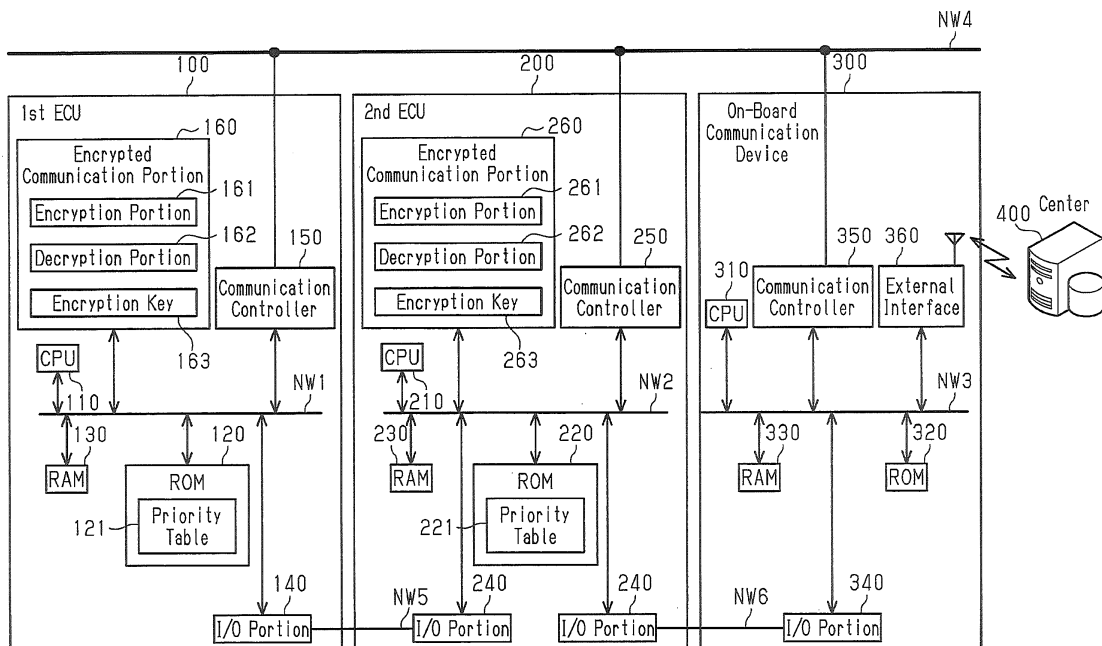 NW4
100
200
300
1st ECU
160
Encrypted
Communication Portion
161
Encryption Portion
162
Decryption Portion
150
Encryption Key
Communication
Controller
163
CPU
110
NW1
130
RAM
120
ROM
121
Priority
Table
140
I/O Portion
2nd ECU
260
Encrypted
Communication Portion
261
Encryption Portion
262
Decryption Portion
250
Encryption Key
Communication
Controller
263
CPU
210
NW2
230
RAM
220
ROM
221
Priority
Table
NW5
240
I/O Portion
240
I/O Portion
On-Board
Communication
Device
310
CPU
350
Communication
Controller
360
External
Interface
NW3
330
RAM
320
ROM
NW6
340
I/O Portion
400
Center